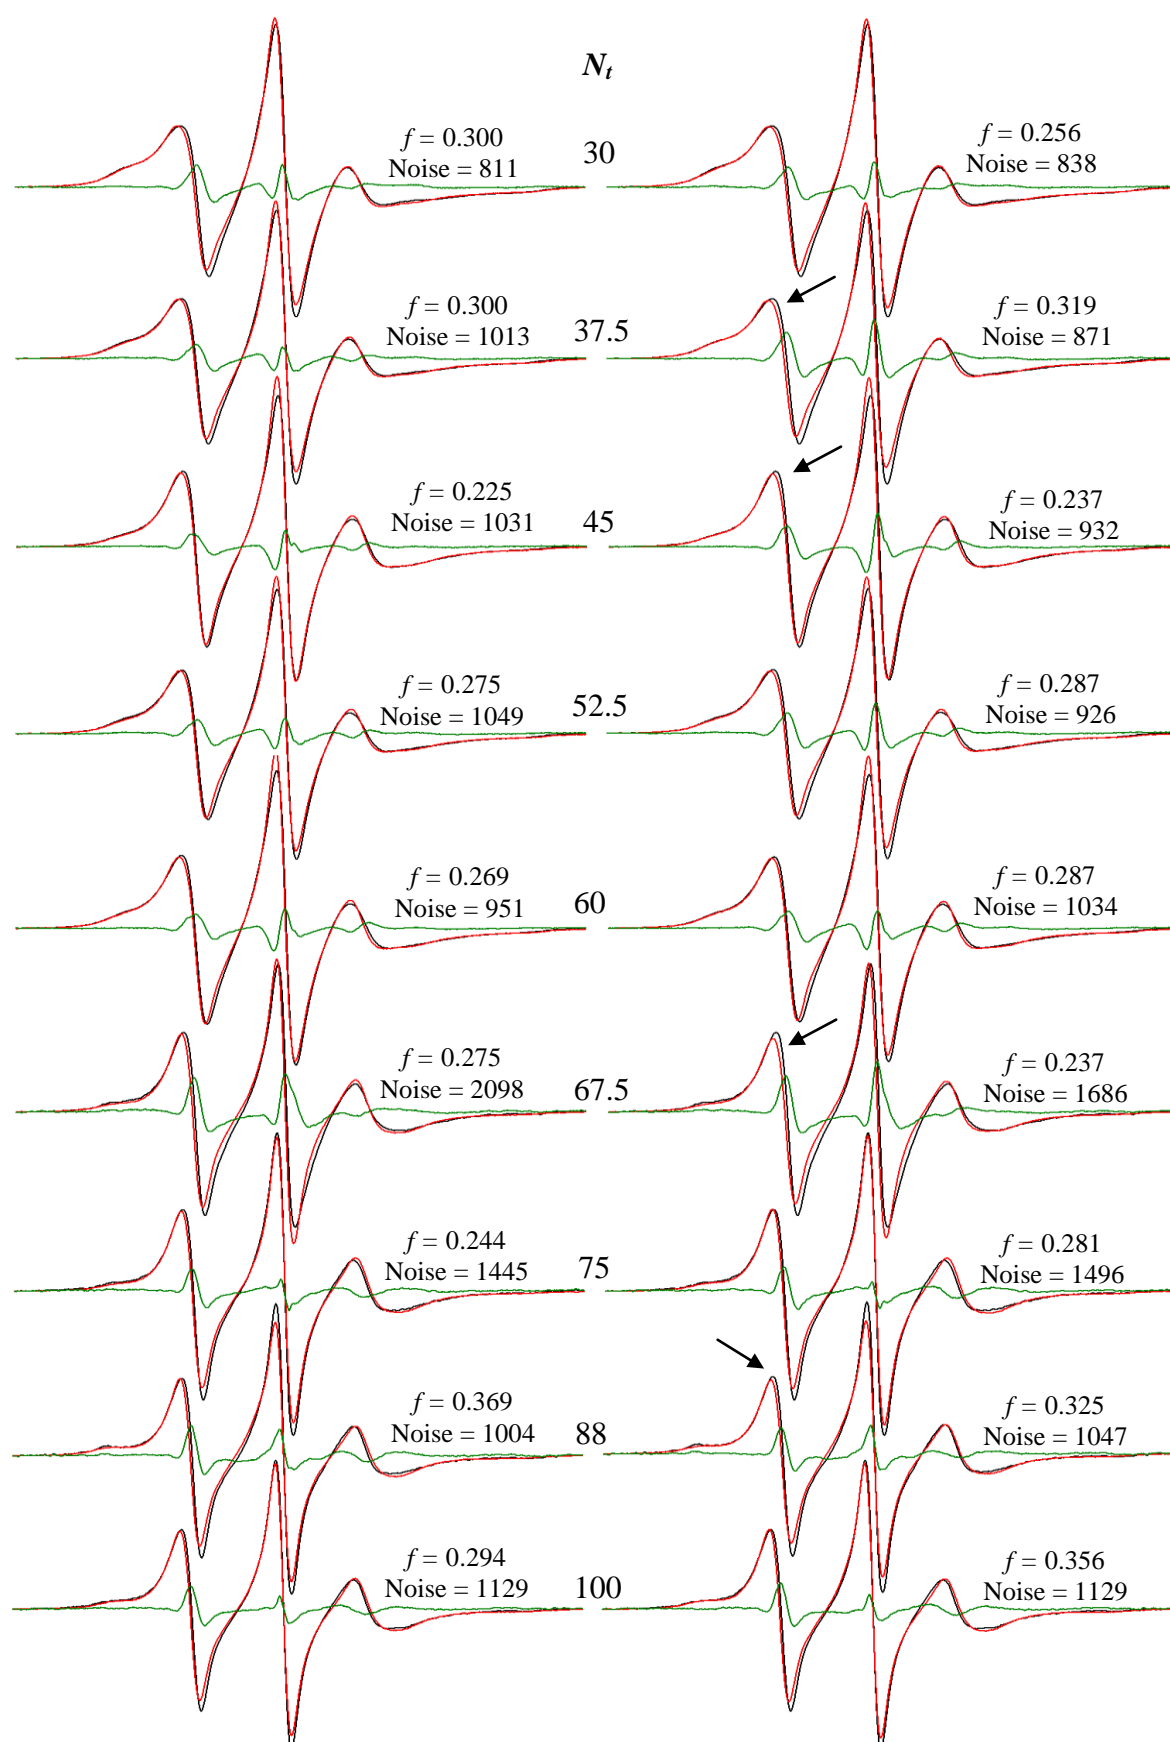 N_t
f = 0.300
Noise = 811
30
f = 0.256
Noise = 838
f = 0.300
Noise = 1013
37.5
f = 0.319
Noise = 871
f = 0.225
Noise = 1031
45
f = 0.237
Noise = 932
f = 0.275
Noise = 1049
52.5
f = 0.287
Noise = 926
f = 0.269
Noise = 951
60
f = 0.287
Noise = 1034
f = 0.275
Noise = 2098
67.5
f = 0.237
Noise = 1686
f = 0.244
Noise = 1445
75
f = 0.281
Noise = 1496
f = 0.369
Noise = 1004
88
f = 0.325
Noise = 1047
f = 0.294
Noise = 1129
100
f = 0.356
Noise = 1129